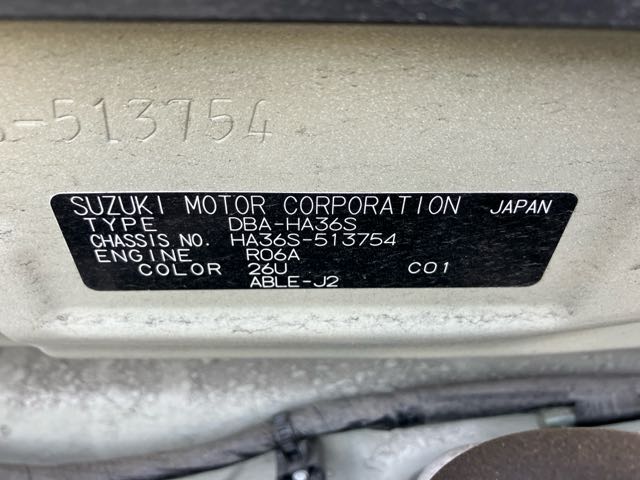 -513754
SUZUKI MOTOR CORPORATION JAPAN
TYPE DBA-HA36S
CHASSIS NO. HA36S-513754
ENGINE R06A
COLOR 26U C01
ABLE-J2